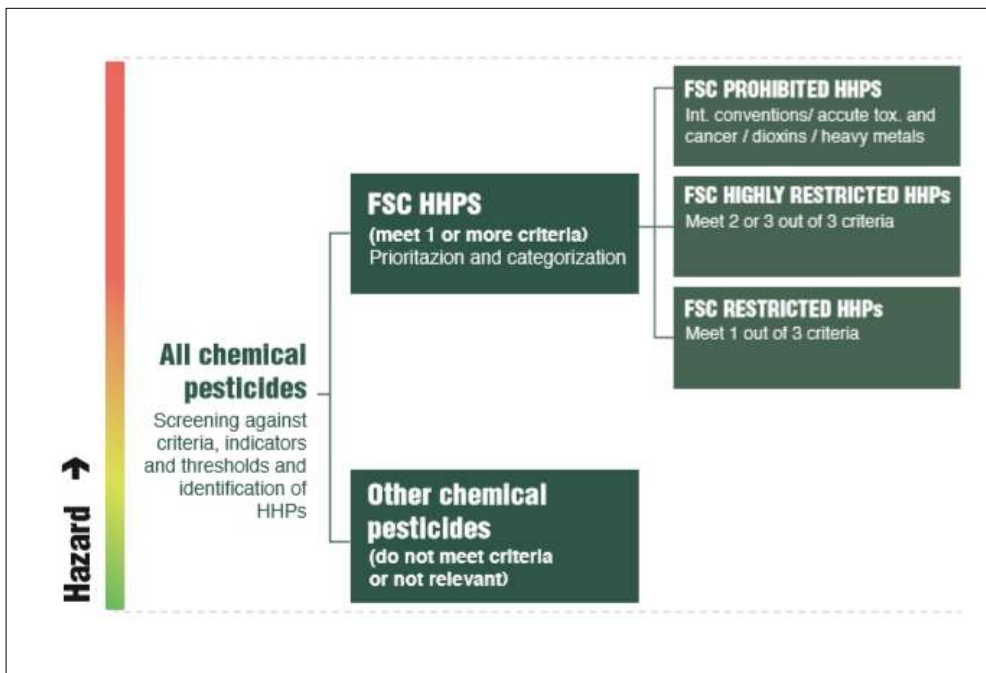 FSC PROHIBITED HHPS
Int. conventions/ accute tox. and
cancer / dioxins / heavy metals
FSC HHPS
(meet 1 or more criteria)
Prioritazion and categorization
FSC HIGHLY RESTRICTED HHPs
Meet 2 or 3 out of 3 criteria
FSC RESTRICTED HHPs
Meet 1 out of 3 criteria
All chemical
pesticides
Screening against
criteria, indicators
and thresholds and
identification of
HHPs
Other chemical
pesticides
(do not meet criteria
or not relevant)
Hazard →